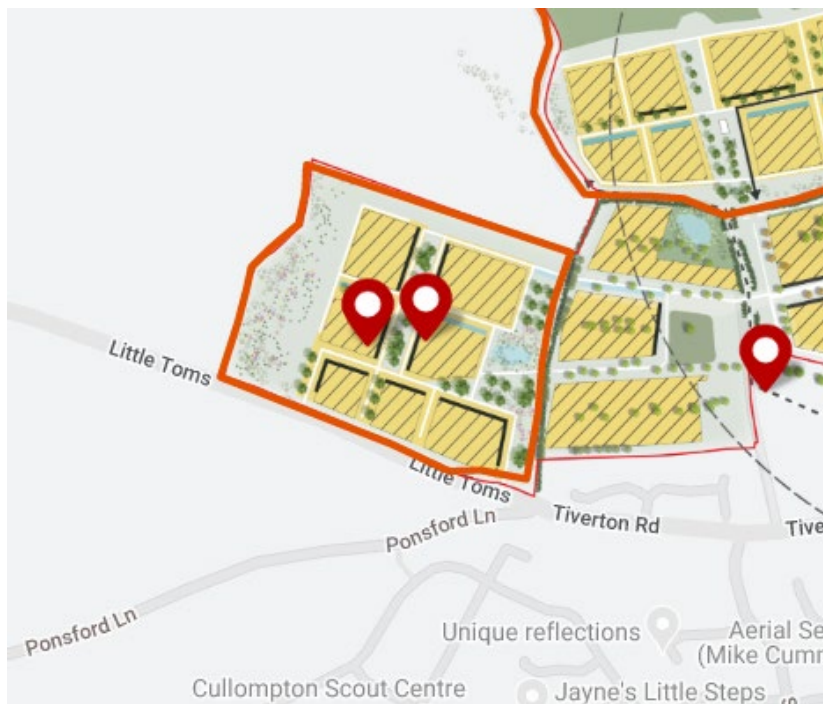 Little Toms
Little Toms
Tiverton Rd
Ponsford Ln
Ponsford Ln
Unique reflections
Aerial Se
(Mike Cumm
Cullompton Scout Centre
Jayne's Little Steps